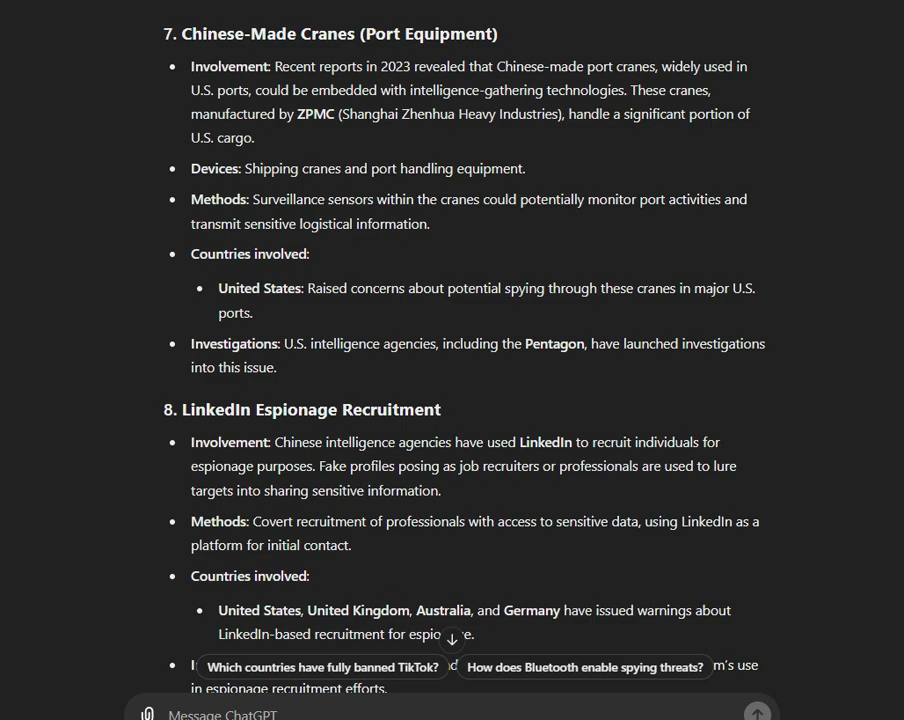 7. Chinese-Made Cranes (Port Equipment)
Involvement: Recent reports in 2023 revealed that Chinese-made port cranes, widely used in
U.S. ports, could be embedded with intelligence-gathering technologies. These cranes,
manufactured by ZPMC (Shanghai Zhenhua Heavy Industries), handle a significant portion of
U.S. cargo.
Devices: Shipping cranes and port handling equipment.
Methods: Surveillance sensors within the cranes could potentially monitor port activities and
transmit sensitive logistical information.
Countries involved:
United States: Raised concerns about potential spying through these cranes in major U.S.
ports.
Investigations: U.S. intelligence agencies, including the Pentagon, have launched investigations
into this issue.
8. LinkedIn Espionage Recruitment
Involvement: Chinese intelligence agencies have used LinkedIn to recruit individuals for
espionage purposes. Fake profiles posing as job recruiters or professionals are used to lure
targets into sharing sensitive information.
Methods: Covert recruitment of professionals with access to sensitive data, using LinkedIn as a
platform for initial contact.
Countries involved:
United States, United Kingdom, Australia, and Germany have issued warnings about
LinkedIn-based recruitment for
Which countries have fully banned TikTok? How does Bluetooth enable spying threats? use
in espionage recruitment efforts.
Message ChatGPT